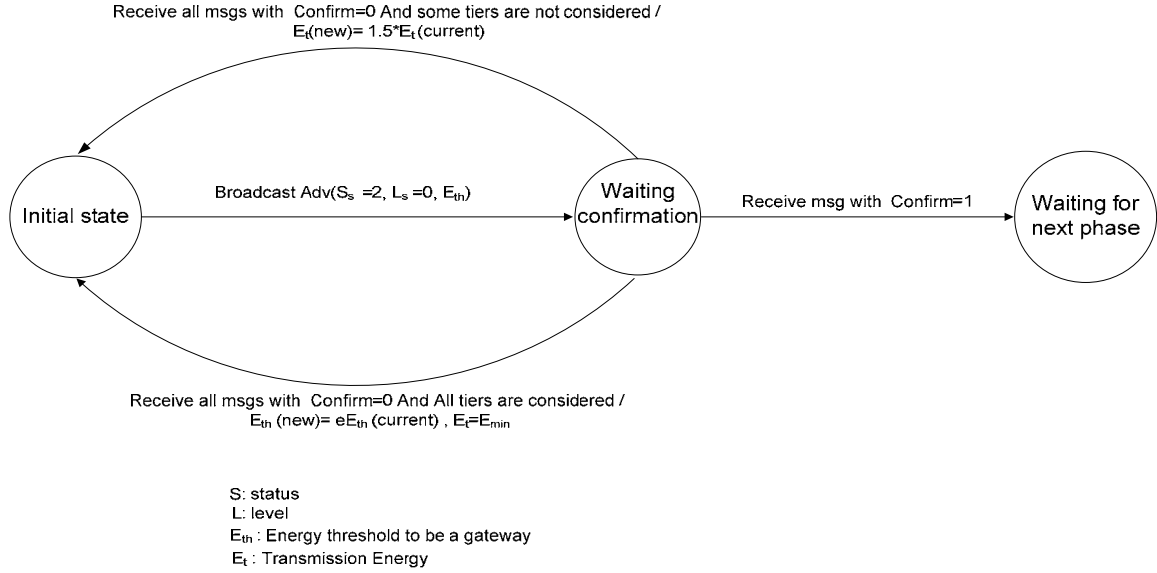 Receive all msgs with Confirm=0 And some tiers are not considered /
Et(new)= 1.5*Et (current)
Initial state
Broadcast Adv(Ss =2, Ls =0, Eth)
Waiting
confirmation
Receive msg with Confirm=1
Waiting for
next phase
Receive all msgs with Confirm=0 And All tiers are considered /
Eth (new)= eEth (current) , Et=Emin
S: status
L: level
Eth : Energy threshold to be a gateway
Et : Transmission Energy